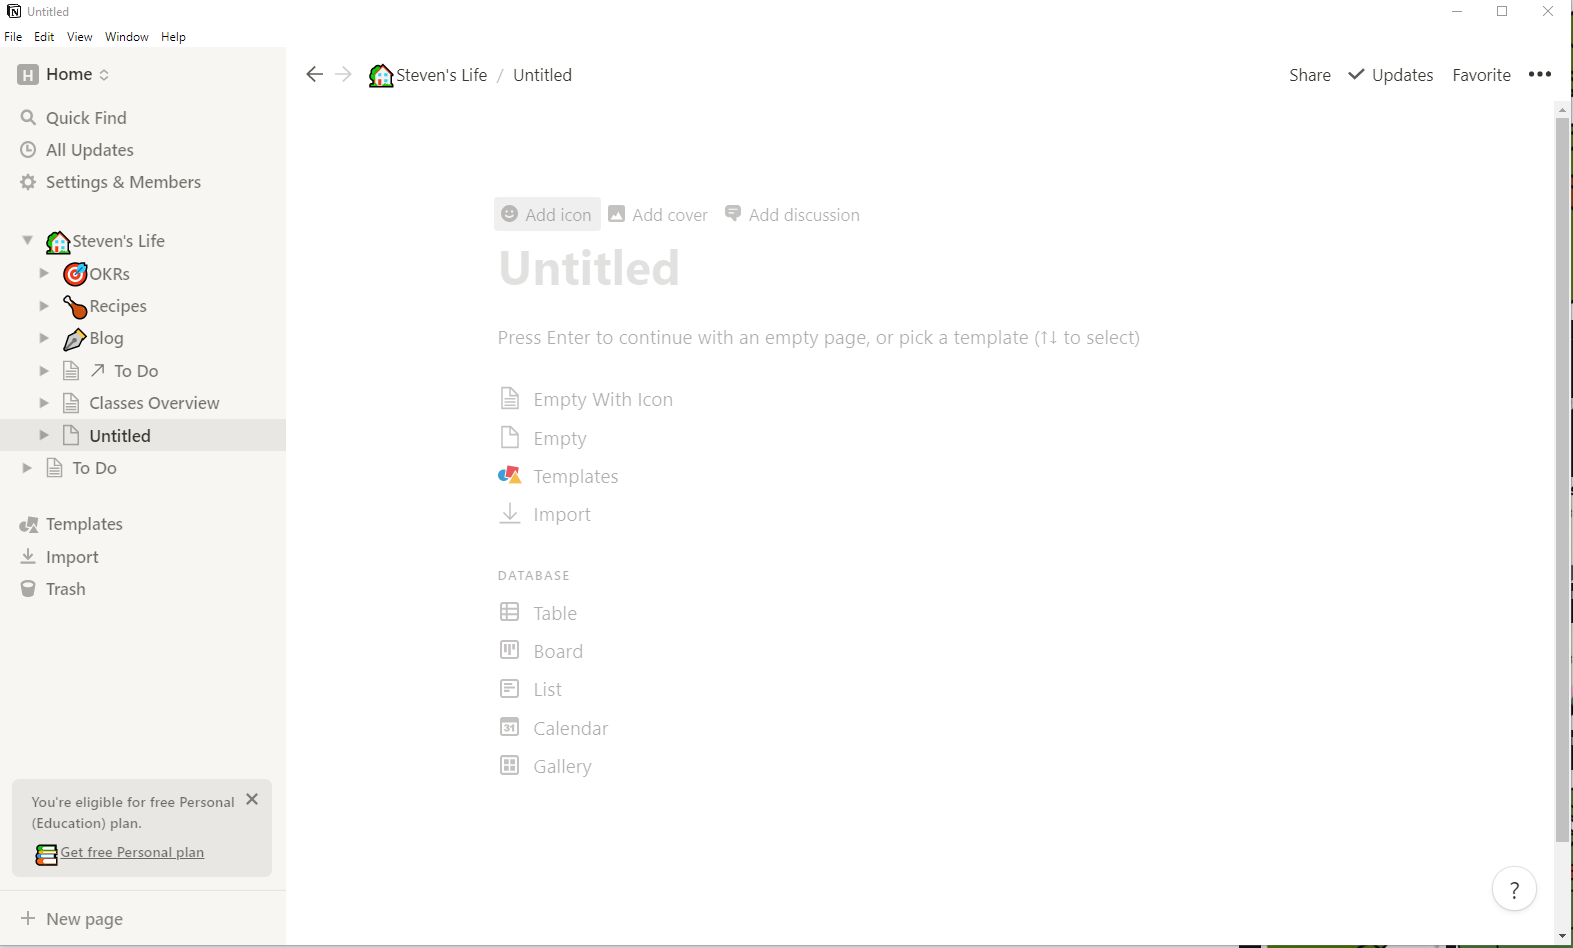 Untitled
File Edit View Window Help
H Home
Steven's Life / Untitled
Share Updates Favorite •••
Quick Find
All Updates
Settings & Members
Steven's Life
OKRs
Recipes
Blog
To Do
Classes Overview
Untitled
To Do
Templates
Import
Trash
You're eligible for free Personal
(Education) plan.
Get free Personal plan
New page
Add icon Add cover Add discussion
Untitled
Press Enter to continue with an empty page, or pick a template (↑↓ to select)
Empty With Icon
Empty
Templates
Import
DATABASE
Table
Board
List
31 Calendar
Gallery
?